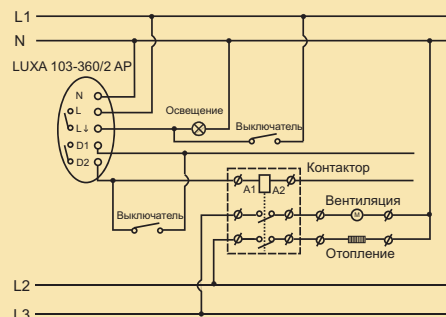 L1
N
LUXA 103-360/2 AP
N
L
L↓
D1
D2
Освещение
Выключатель
Контактор
A1 A2
Вентиляция
M
Выключатель
Отопление
L2
L3